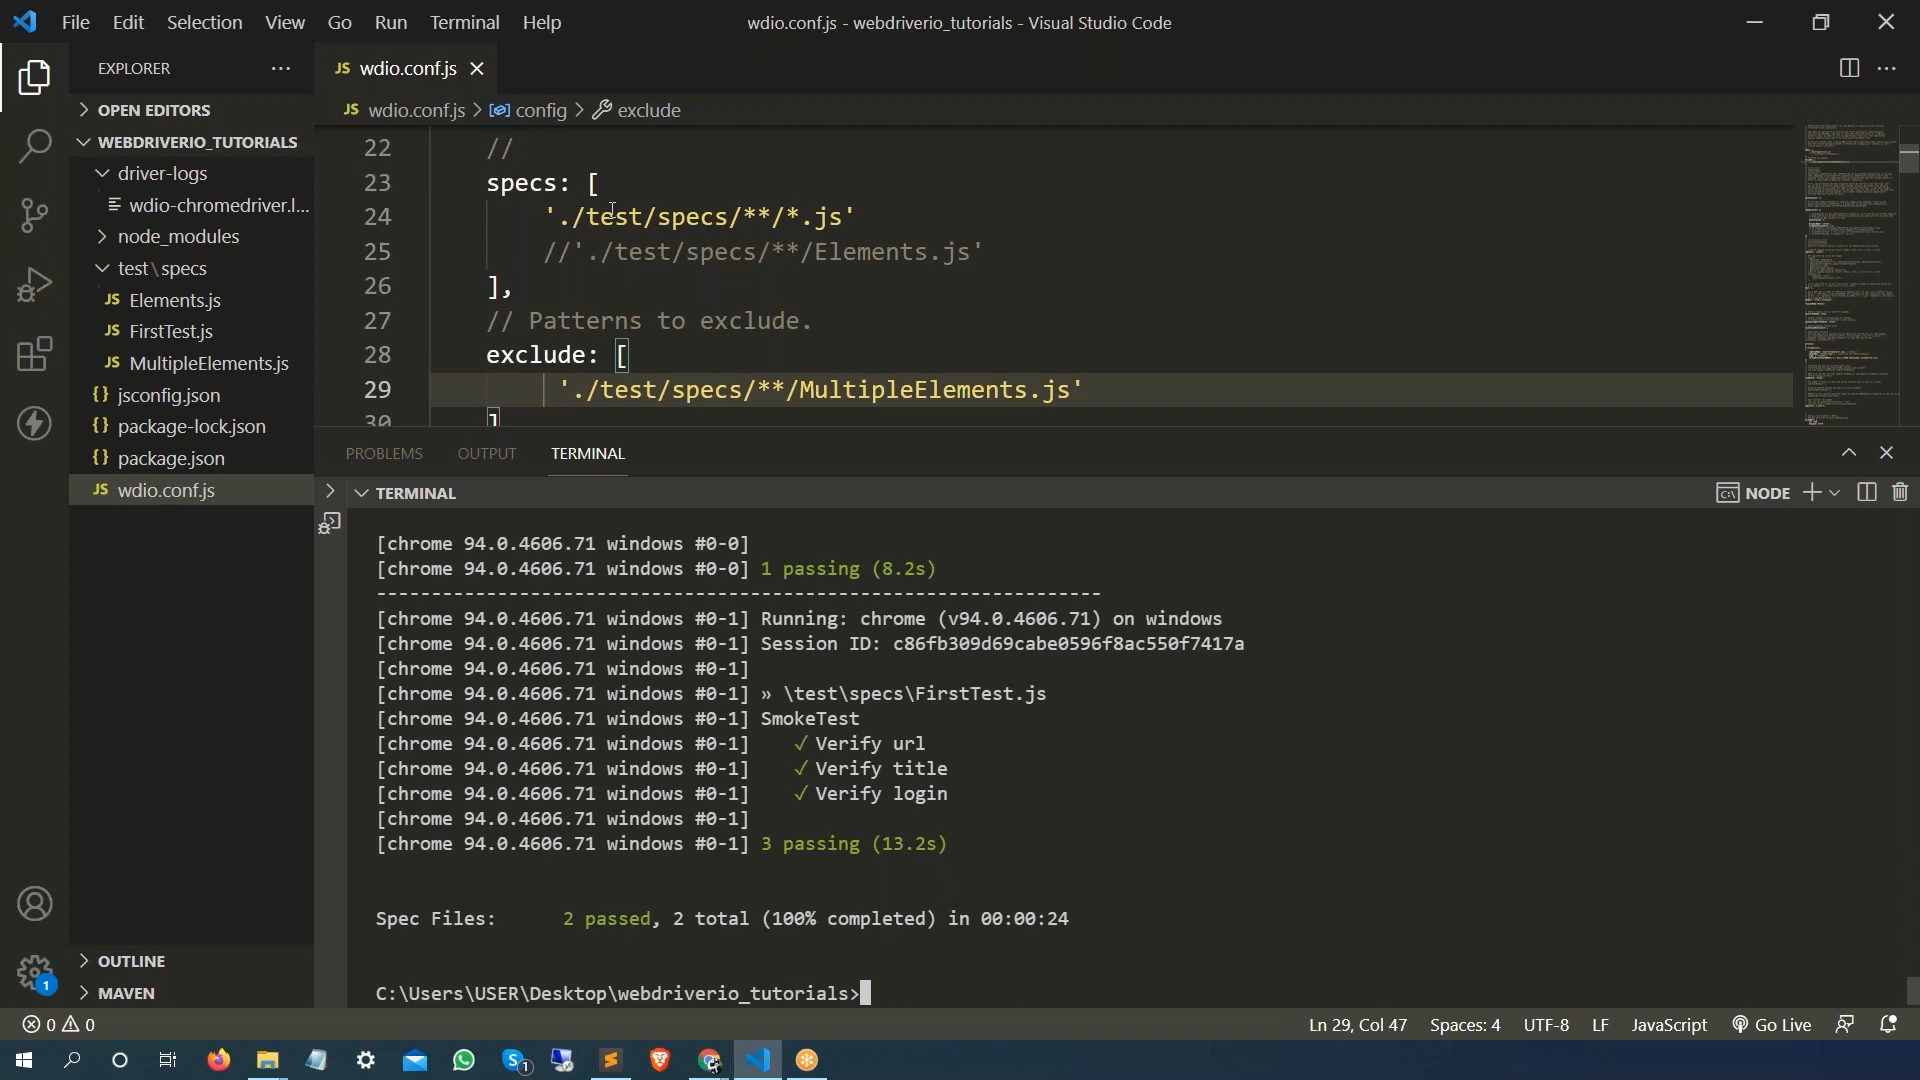 File Edit Selection View Go Run Terminal Help
wdio.conf.js - webdriverio_tutorials - Visual Studio Code
EXPLORER
OPEN EDITORS
WEBDRIVERIO_TUTORIALS
driver-logs
wdio-chromedriver.l...
node_modules
test\specs
JS Elements.js
JS FirstTest.js
JS MultipleElements.js
{} jsconfig.json
{} package-lock.json
{} package.json
JS wdio.conf.js
OUTLINE
MAVEN
JS wdio.conf.js
JS wdio.conf.js > config > exclude
22 //
23 specs: [
24 './test/specs/**/*.js'
25 //'./test/specs/**/Elements.js'
26 ],
27 // Patterns to exclude.
28 exclude: [
29 './test/specs/**/MultipleElements.js'
30 ]
PROBLEMS OUTPUT TERMINAL
TERMINAL
NODE
[chrome 94.0.4606.71 windows #0-0]
[chrome 94.0.4606.71 windows #0-0] 1 passing (8.2s)
------------------------------------------------------------------
[chrome 94.0.4606.71 windows #0-1] Running: chrome (v94.0.4606.71) on windows
[chrome 94.0.4606.71 windows #0-1] Session ID: c86fb309d69cabe0596f8ac550f7417a
[chrome 94.0.4606.71 windows #0-1]
[chrome 94.0.4606.71 windows #0-1] » \test\specs\FirstTest.js
[chrome 94.0.4606.71 windows #0-1] SmokeTest
[chrome 94.0.4606.71 windows #0-1] ✓ Verify url
[chrome 94.0.4606.71 windows #0-1] ✓ Verify title
[chrome 94.0.4606.71 windows #0-1] ✓ Verify login
[chrome 94.0.4606.71 windows #0-1]
[chrome 94.0.4606.71 windows #0-1] 3 passing (13.2s)
Spec Files: 2 passed, 2 total (100% completed) in 00:00:24
C:\Users\USER\Desktop\webdriverio_tutorials>
1
0 0
Ln 29, Col 47 Spaces: 4 UTF-8 LF JavaScript Go Live
1